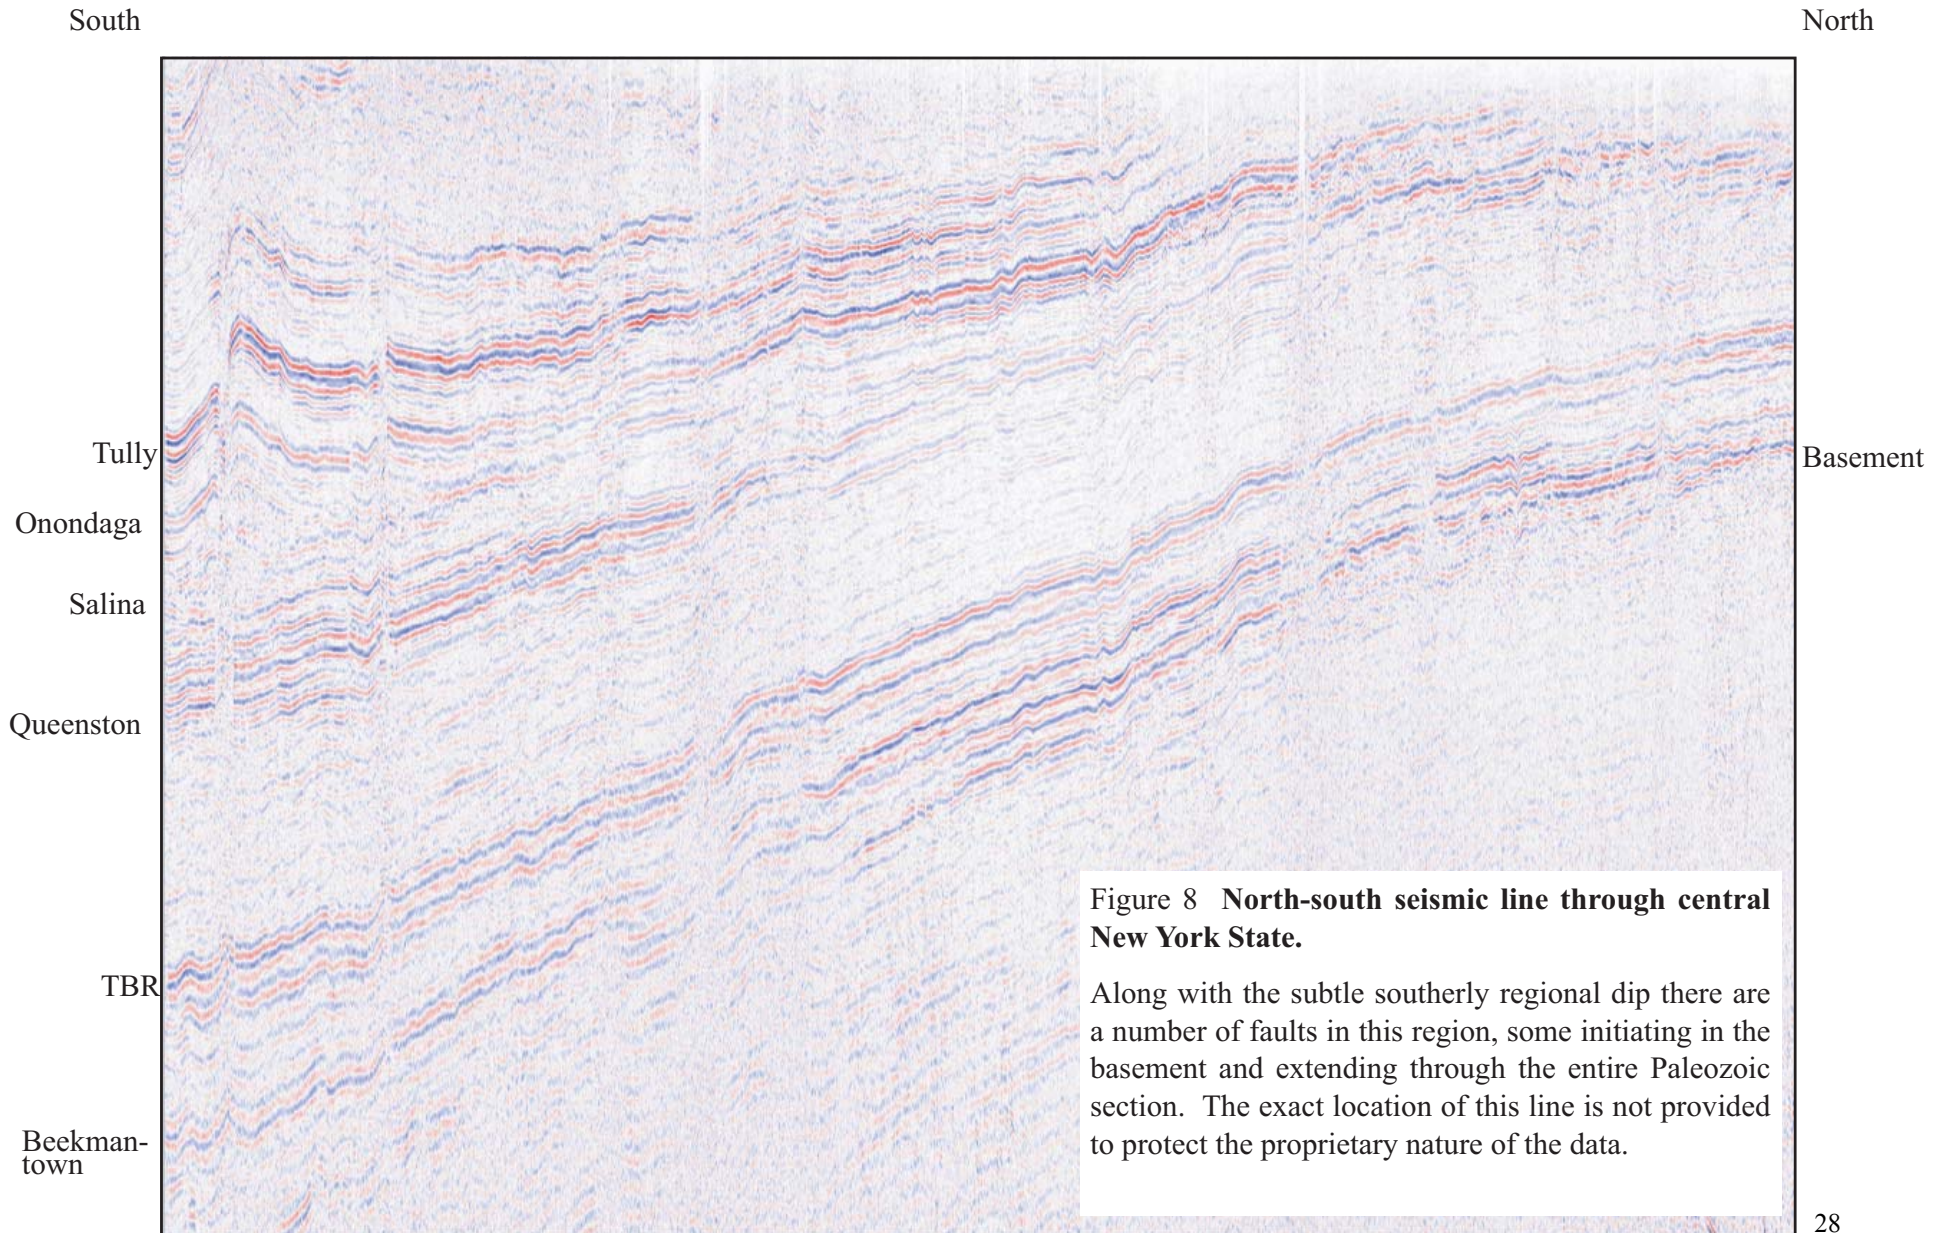 South
North
Tully
Basement
Onondaga
Salina
Queenston
TBR
Beekman-
town
Figure 8 North-south seismic line through central
New York State.
Along with the subtle southerly regional dip there are
a number of faults in this region, some initiating in the
basement and extending through the entire Paleozoic
section. The exact location of this line is not provided
to protect the proprietary nature of the data.
28